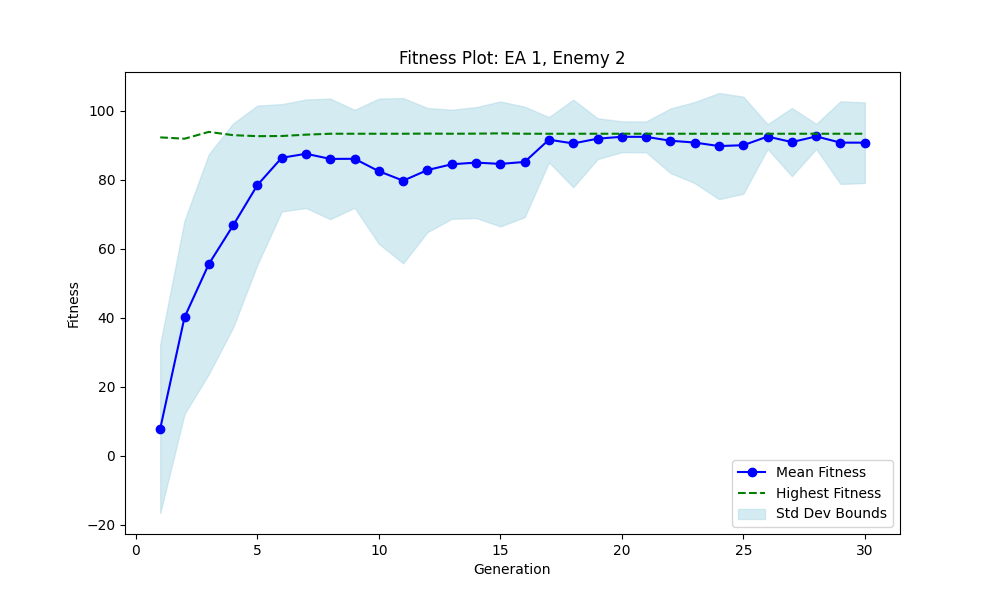 Fitness Plot: EA 1, Enemy 2
100
80
60
40
20
0
−20
Fitness
0 5 10 15 20 25 30
Generation
Mean Fitness
Highest Fitness
Std Dev Bounds